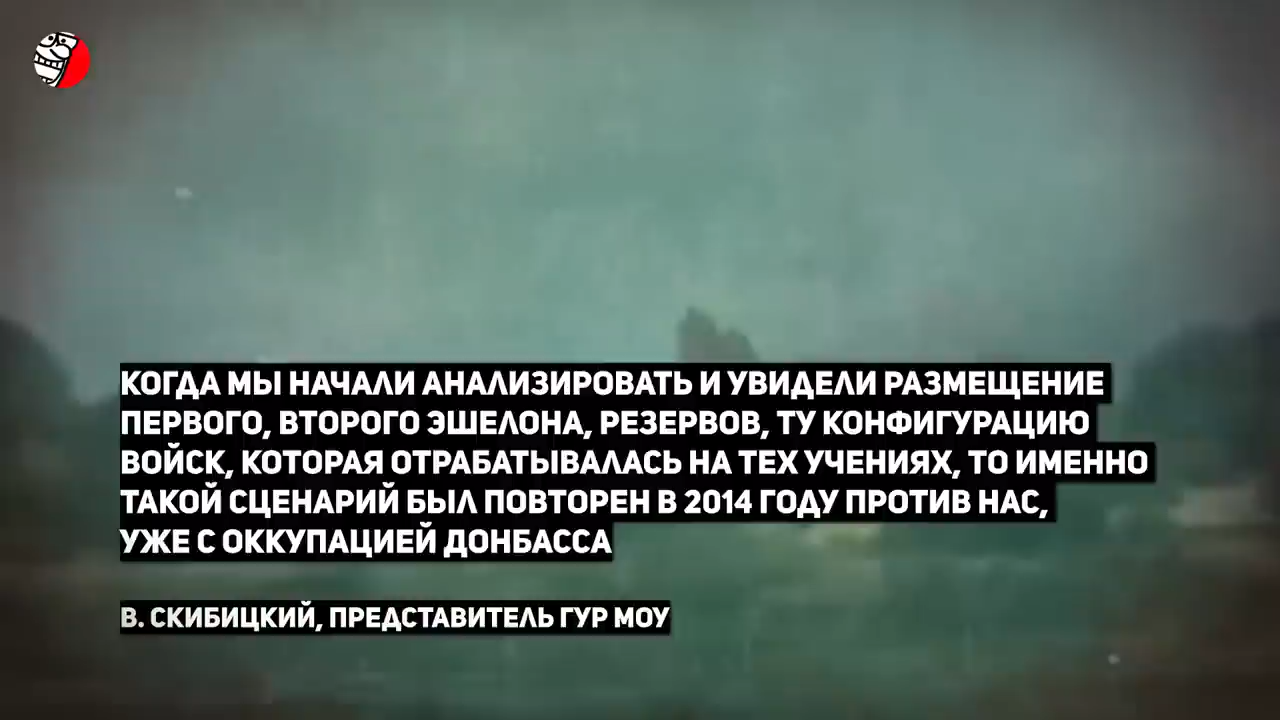 КОГДА МЫ НАЧАЛИ АНАЛИЗИРОВАТЬ И УВИДЕЛИ РАЗМЕЩЕНИЕ
ПЕРВОГО, ВТОРОГО ЭШЕЛОНА, РЕЗЕРВОВ, ТУ КОНФИГУРАЦИЮ
ВОЙСК, КОТОРАЯ ОТРАБАТЫВАЛАСЬ НА ТЕХ УЧЕНИЯХ, ТО ИМЕННО
ТАКОЙ СЦЕНАРИЙ БЫЛ ПОВТОРЕН В 2014 ГОДУ ПРОТИВ НАС,
УЖЕ С ОККУПАЦИЕЙ ДОНБАССА
В. СКИБИЦКИЙ, ПРЕДСТАВИТЕЛЬ ГУР МОУ